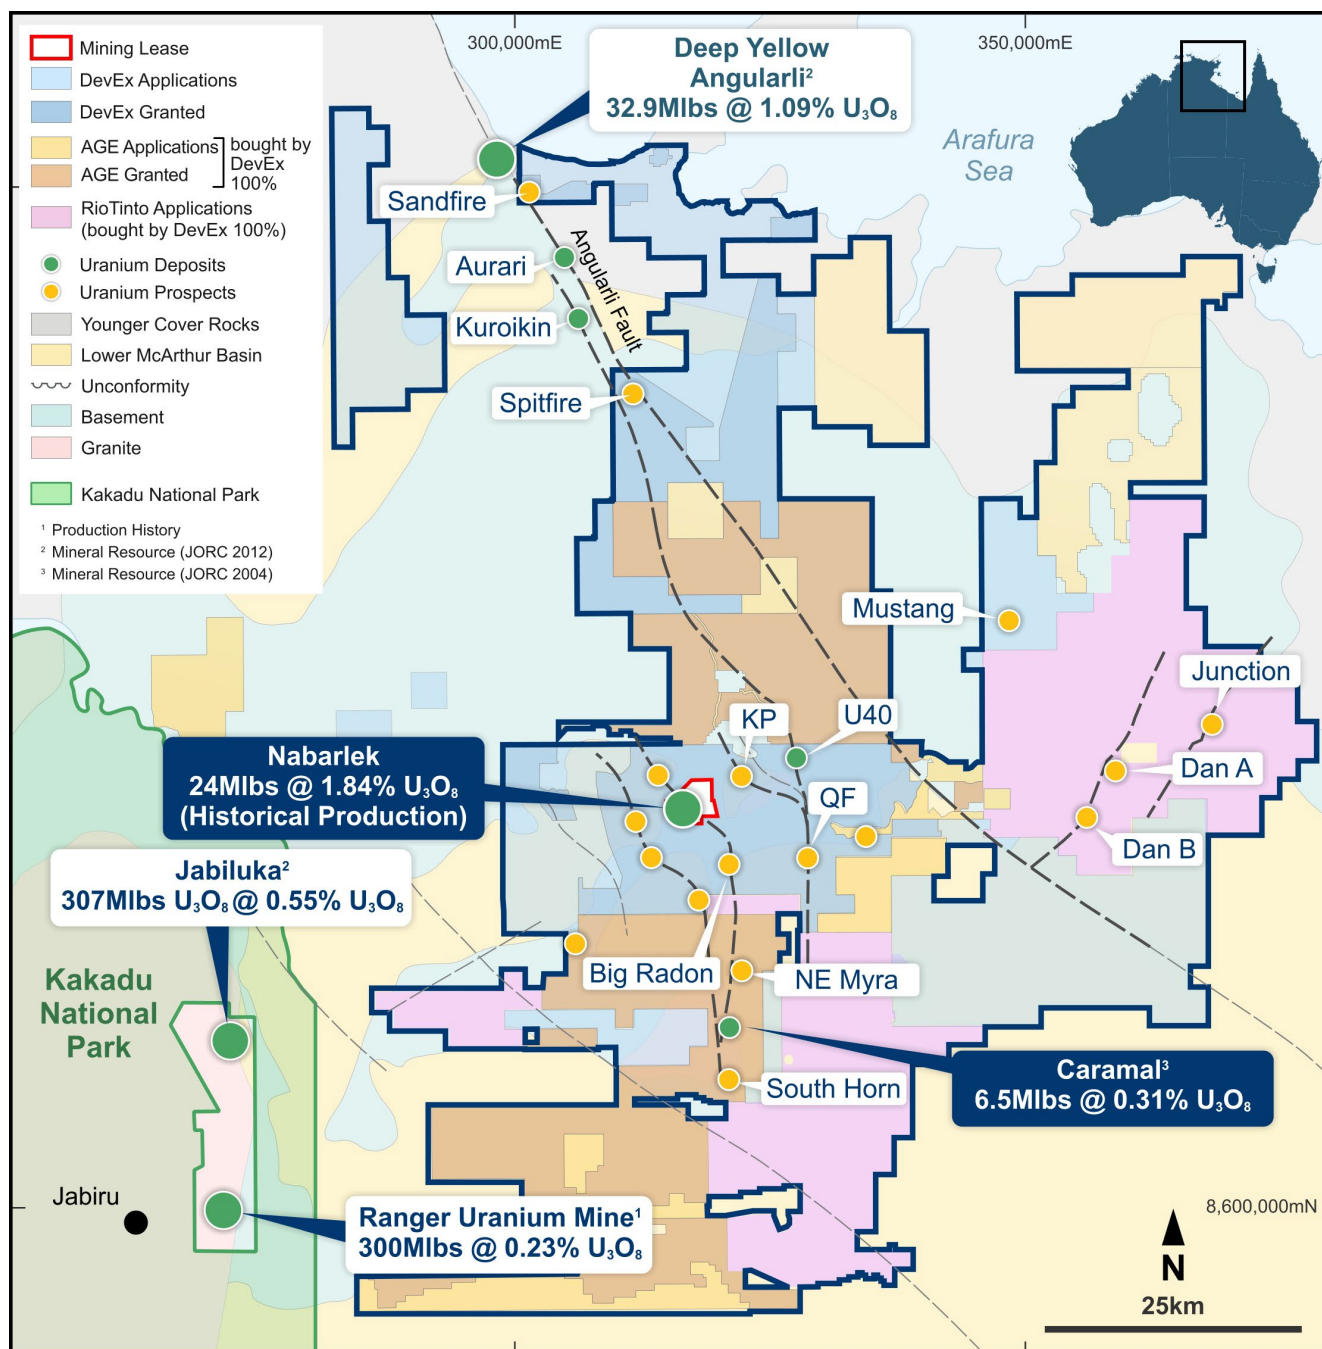 Mining Lease
DevEx Applications
DevEx Granted
AGE Applications
AGE Granted
bought by
DevEx
100%
RioTinto Applications
(bought by DevEx 100%)
Uranium Deposits
Uranium Prospects
Younger Cover Rocks
Lower McArthur Basin
Unconformity
Basement
Granite
Kakadu National Park
¹ Production History
² Mineral Resource (JORC 2012)
³ Mineral Resource (JORC 2004)
300,000mE
350,000mE
Deep Yellow
Angularli²
32.9Mlbs @ 1.09% U₃O₈
Arafura
Sea
Sandfire
Aurari
Angularli Fault
Kuroikin
Spitfire
Mustang
Junction
KP
U40
Nabarlek
24Mlbs @ 1.84% U₃O₈
(Historical Production)
Dan A
QF
Dan B
Jabiluka²
307Mlbs U₃O₈ @ 0.55% U₃O₈
Big Radon
NE Myra
Kakadu
National
Park
Caramal³
6.5Mlbs @ 0.31% U₃O₈
South Horn
Jabiru
Ranger Uranium Mine¹
300Mlbs @ 0.23% U₃O₈
8,600,000mN
N
25km